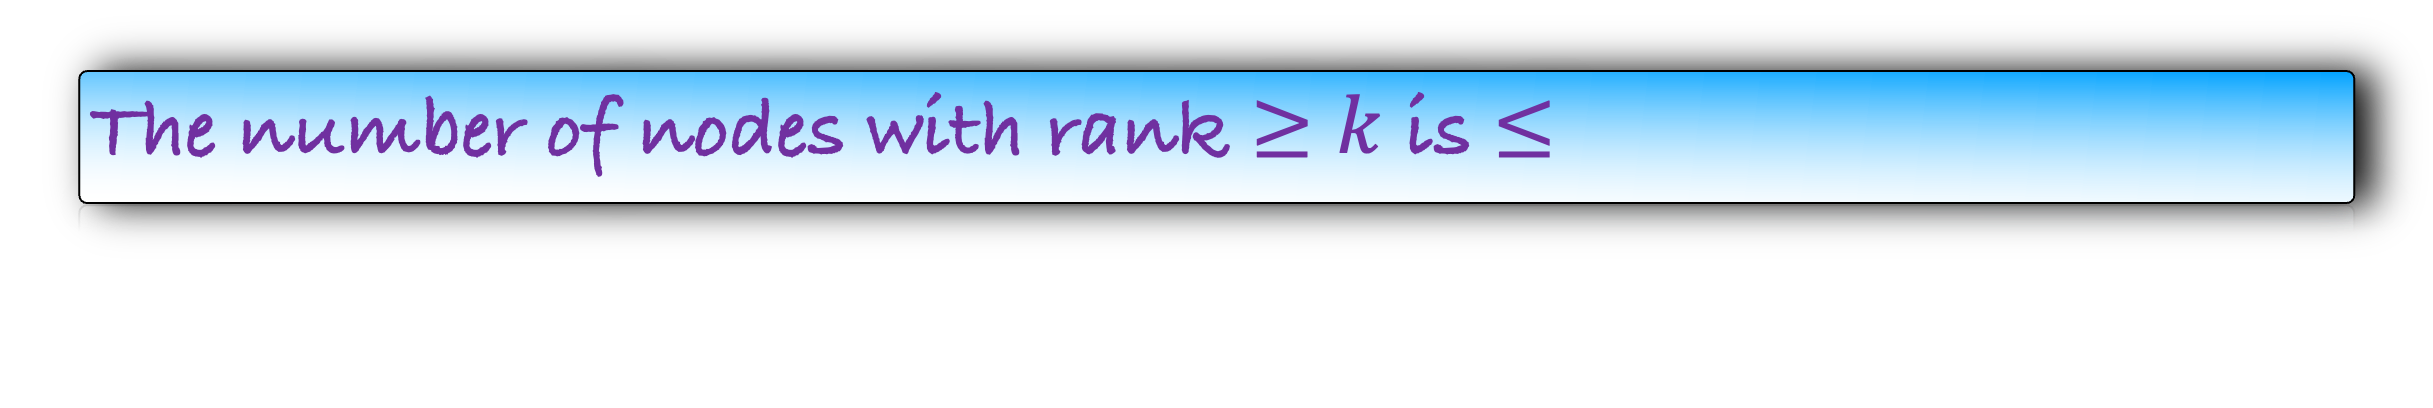 The number of nodes with rank ≥ k is ≤